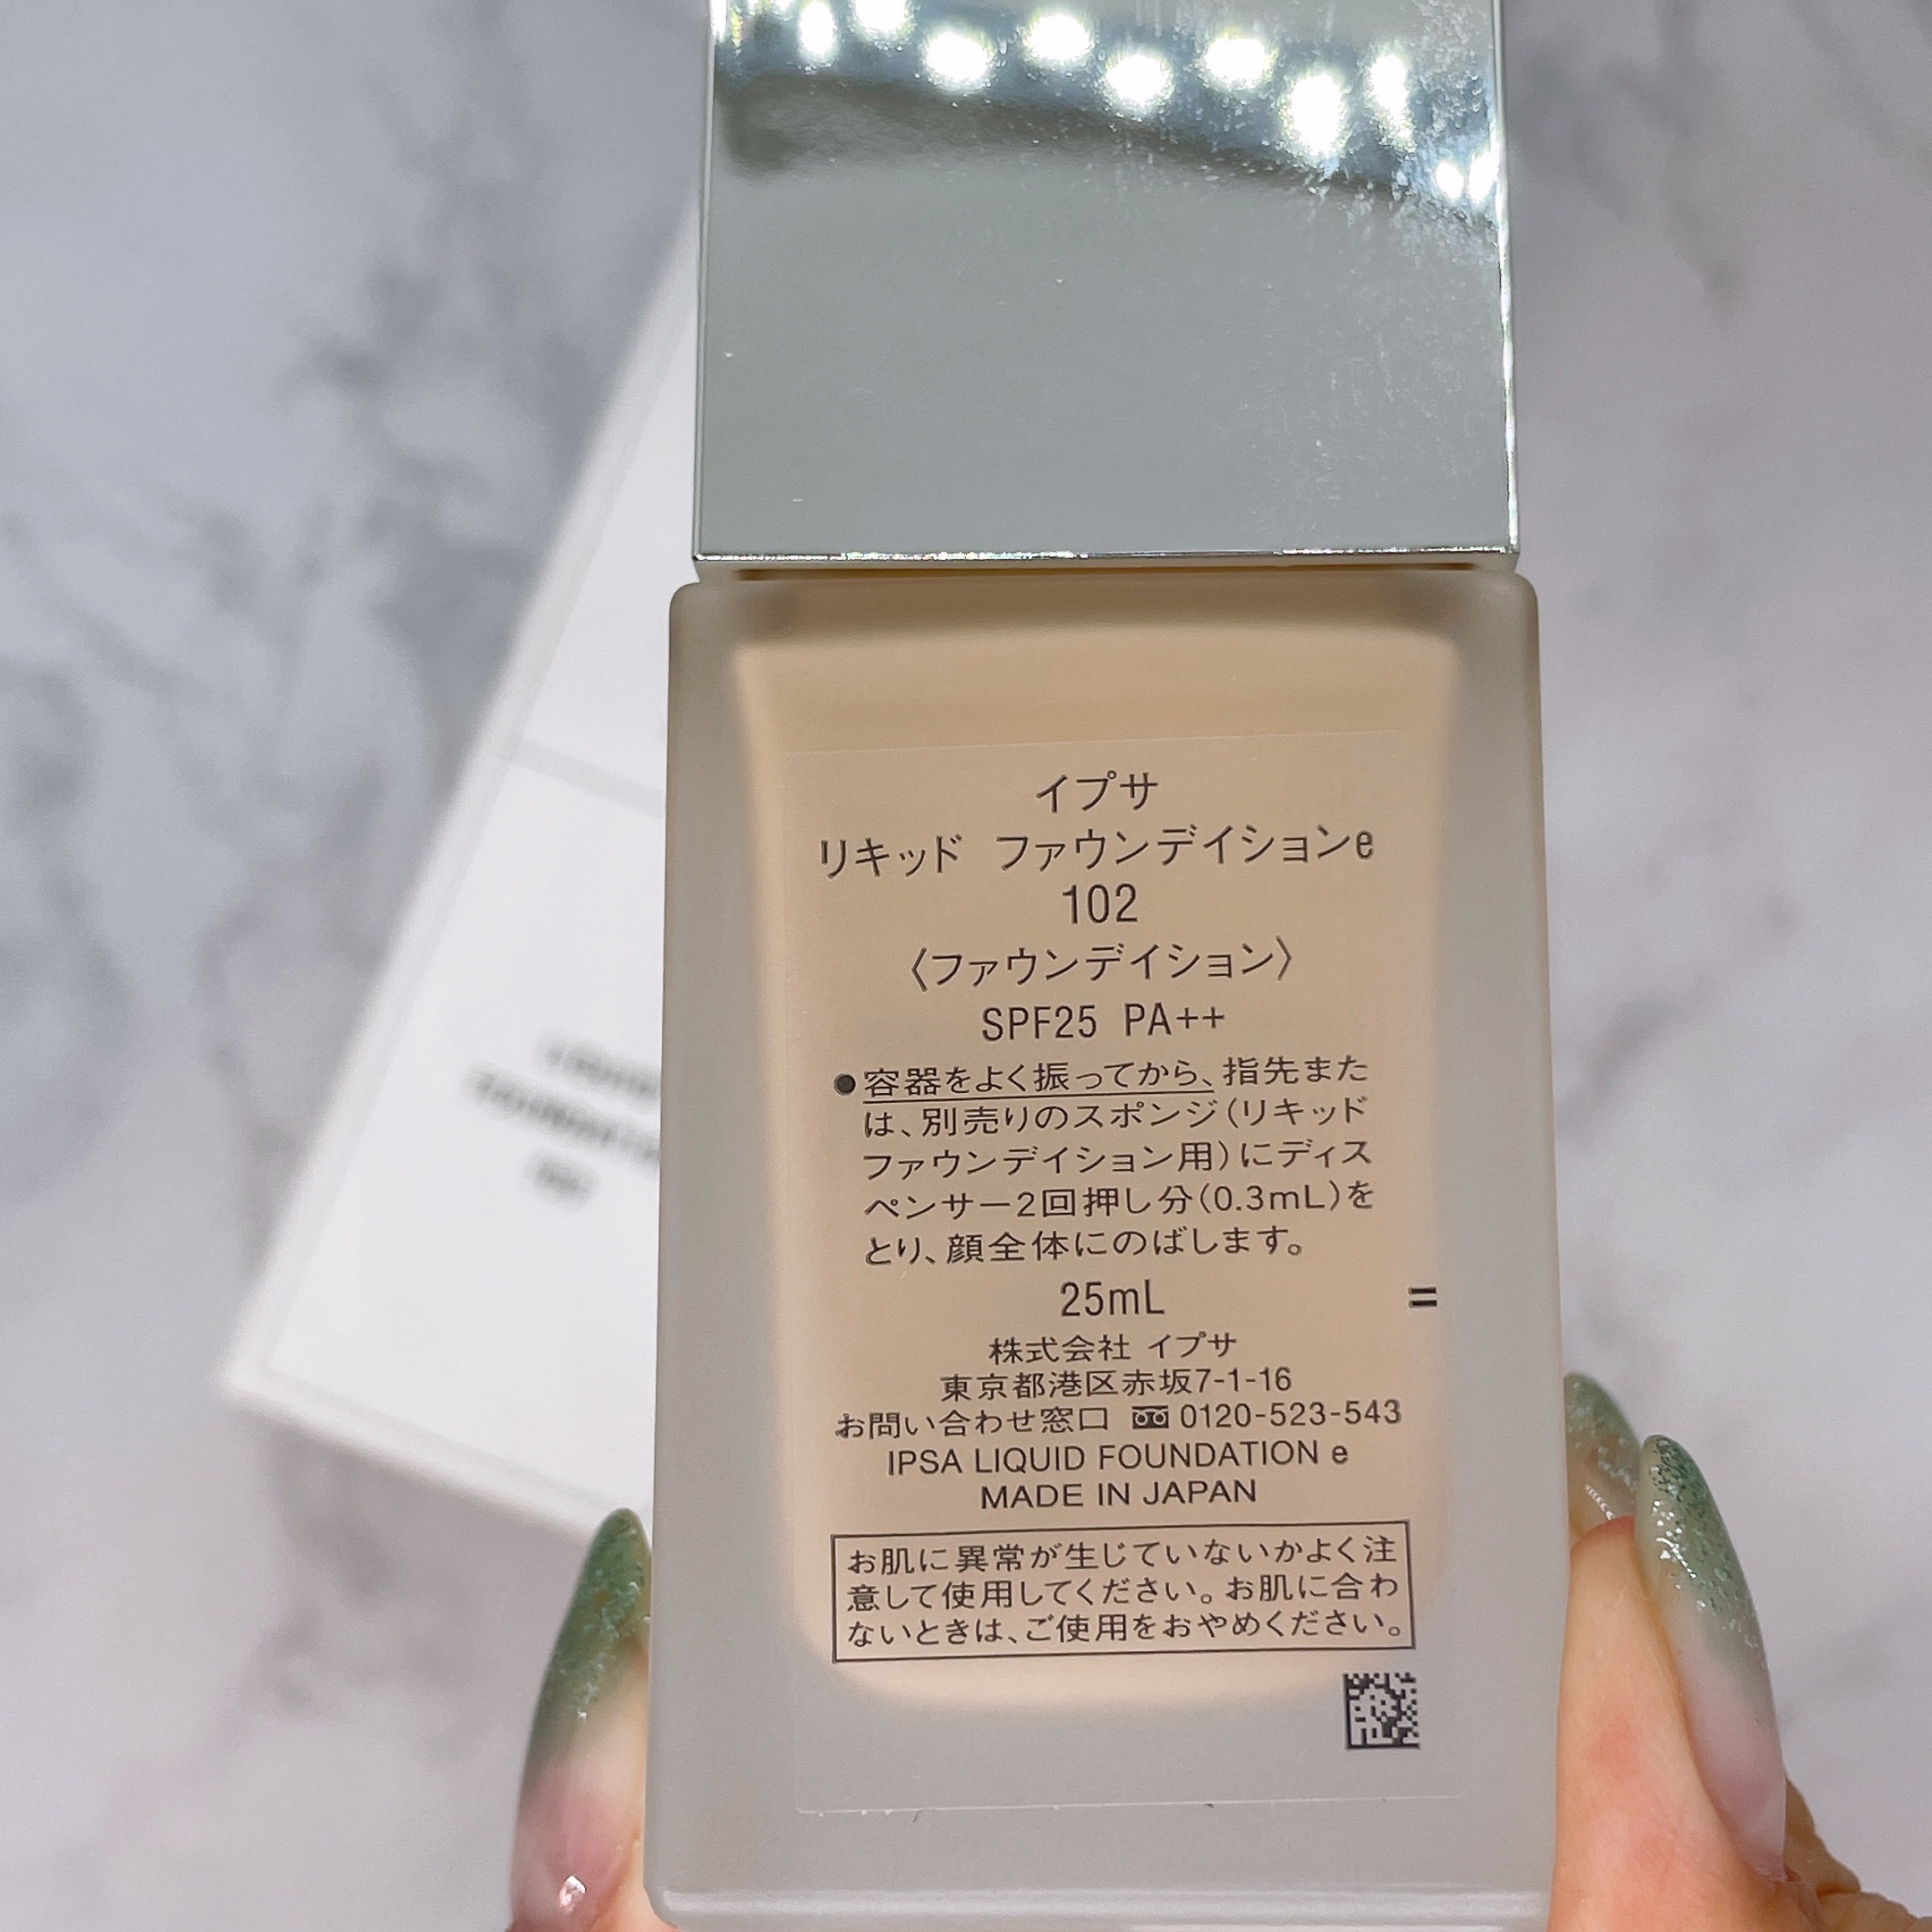 イプサ
リキッド ファウンデイションe
102
〈ファウンデイション〉
SPF25 PA++
●容器をよく振ってから、指先また
は、別売りのスポンジ（リキッド
ファウンデイション用）にディス
ペンサー2回押し分（0.3mL）を
とり、顔全体にのばします。
25mL =
株式会社 イプサ
東京都港区赤坂7-1-16
お問い合わせ窓口 0120-523-543
IPSA LIQUID FOUNDATION e
MADE IN JAPAN
お肌に異常が生じていないかよく注
意して使用してください。お肌に合わ
ないときは、ご使用をおやめください。